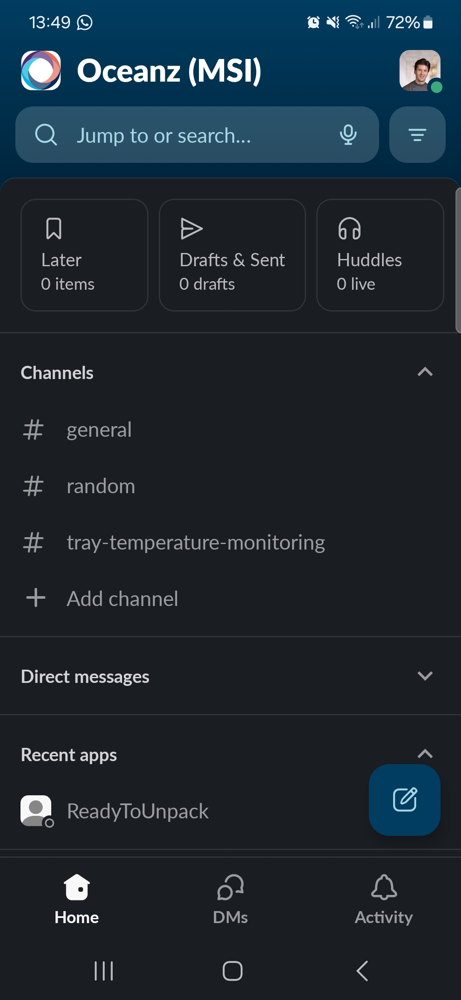 13:49 72%
Oceanz (MSI)
Jump to or search...
Later Drafts & Sent Huddles
0 items 0 drafts 0 live
Channels
# general
# random
# tray-temperature-monitoring
+ Add channel
Direct messages
Recent apps
ReadyToUnpack
Home DMs Activity